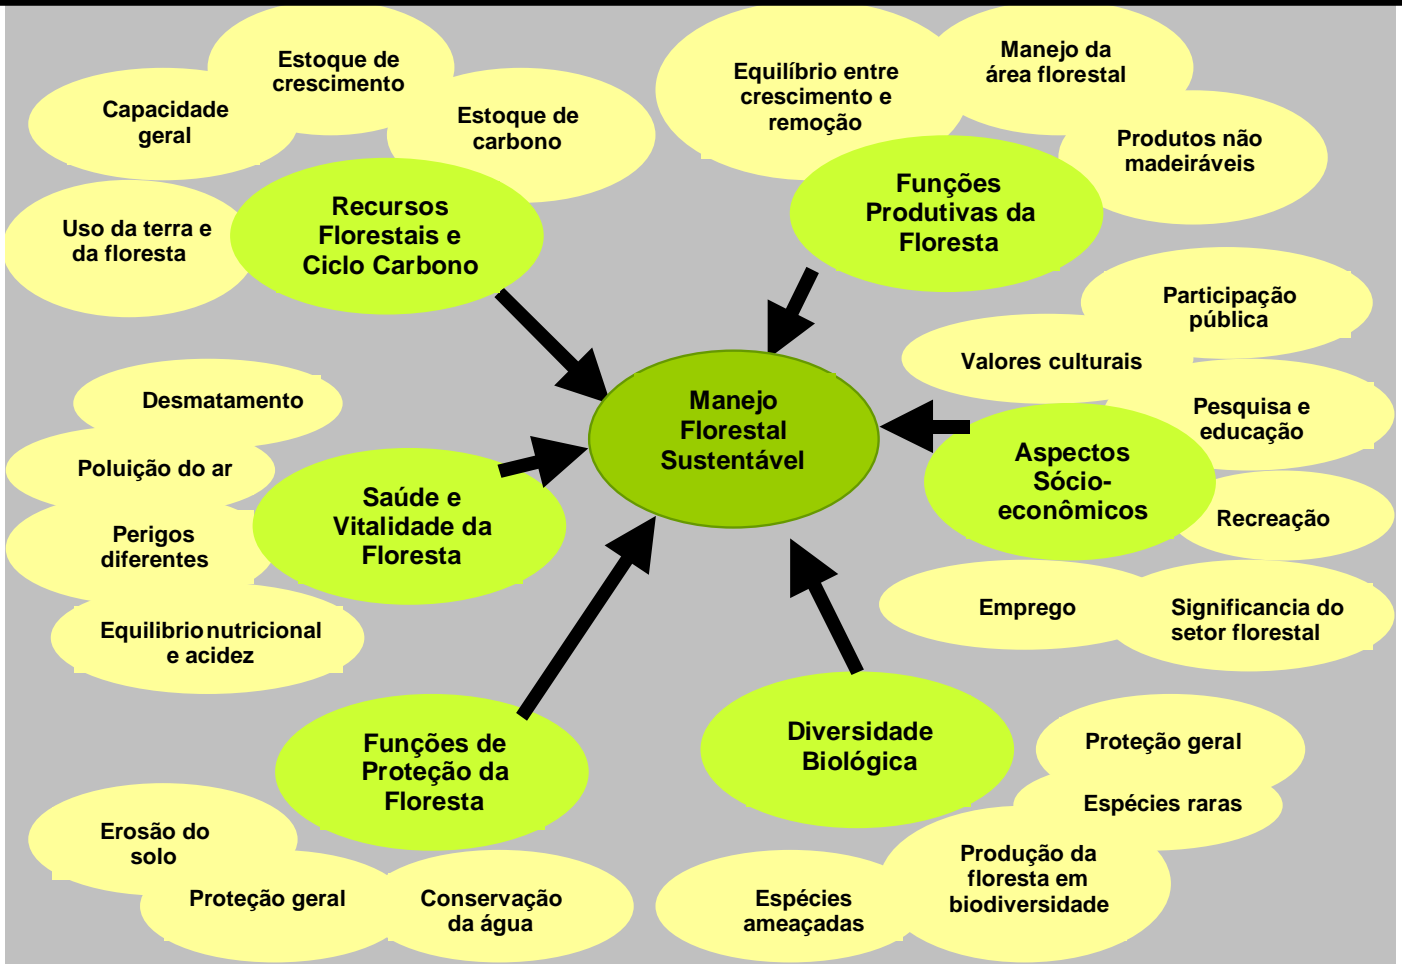 Estoque de
crescimento
Capacidade
geral
Estoque de
carbono
Uso da terra e
da floresta
Recursos
Florestais e
Ciclo Carbono
Equilíbrio entre
crescimento e
remoção
Manejo da
área florestal
Produtos não
madeiráveis
Funções
Produtivas da
Floresta
Participação
pública
Valores culturais
Pesquisa e
educação
Aspectos
Sócio-
econômicos
Recreação
Emprego
Significancia do
setor florestal
Manejo
Florestal
Sustentável
Desmatamento
Poluição do ar
Perigos
diferentes
Equilibrio nutricional
e acidez
Saúde e
Vitalidade da
Floresta
Funções de
Proteção da
Floresta
Erosão do
solo
Proteção geral
Conservação
da água
Diversidade
Biológica
Proteção geral
Espécies raras
Produção da
floresta em
biodiversidade
Espécies
ameaçadas